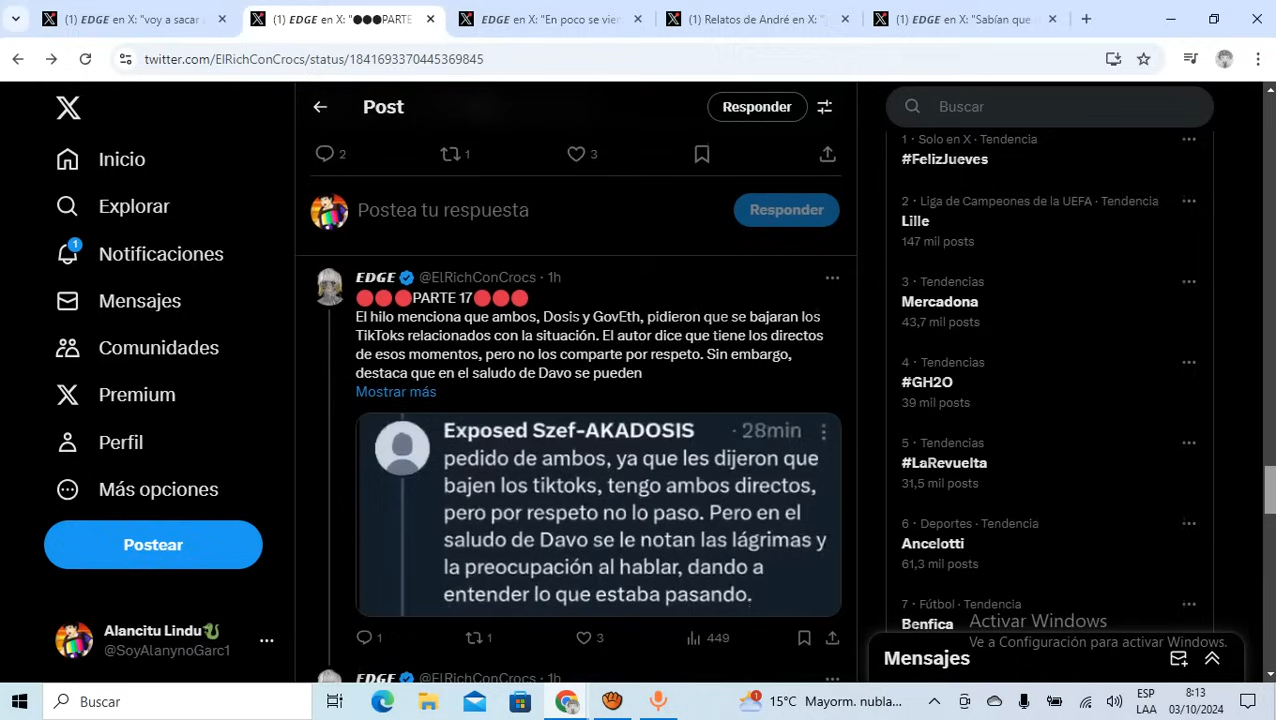 (1) EDGE en X: "voy a sacar
(1) EDGE en X: "●●●PARTE
EDGE en X: "En poco se vien
(1) Relatos de André en X: "
(1) EDGE en X: "Sabían que
twitter.com/ElRichConCrocs/status/1841693370445369845
Inicio
Explorar
1
Notificaciones
Mensajes
Comunidades
Premium
Perfil
Más opciones
Postear
Alancitu Lindu🐍
@SoyAlanynoGarc1
Post
Responder
2 1 3
Postea tu respuesta
Responder
EDGE @ElRichConCrocs · 1h
🔴🔴🔴PARTE 17🔴🔴🔴
El hilo menciona que ambos, Dosis y GovEth, pidieron que se bajaran los
TikToks relacionados con la situación. El autor dice que tiene los directos
de esos momentos, pero no los comparte por respeto. Sin embargo,
destaca que en el saludo de Davo se pueden
Mostrar más
Exposed Szef-AKADOSIS · 28min
pedido de ambos, ya que les dijeron que
bajen los tiktoks, tengo ambos directos,
pero por respeto no lo paso. Pero en el
saludo de Davo se le notan las lágrimas y
la preocupación al hablar, dando a
entender lo que estaba pasando.
1 1 3 449
EDGE @ElRichConCrocs · 1h
Buscar
1 · Solo en X · Tendencia
#FelizJueves
2 · Liga de Campeones de la UEFA · Tendencia
Lille
147 mil posts
3 · Tendencias
Mercadona
43,7 mil posts
4 · Tendencias
#GH2O
39 mil posts
5 · Tendencias
#LaRevuelta
31,5 mil posts
6 · Deportes · Tendencia
Ancelotti
61,3 mil posts
7 · Fútbol · Tendencia
Benfica
Activar Windows
Ve a Configuración para activar Windows.
Mensajes
Buscar
1
15°C Mayorm. nubla...
ESP
LAA
8:13
03/10/2024